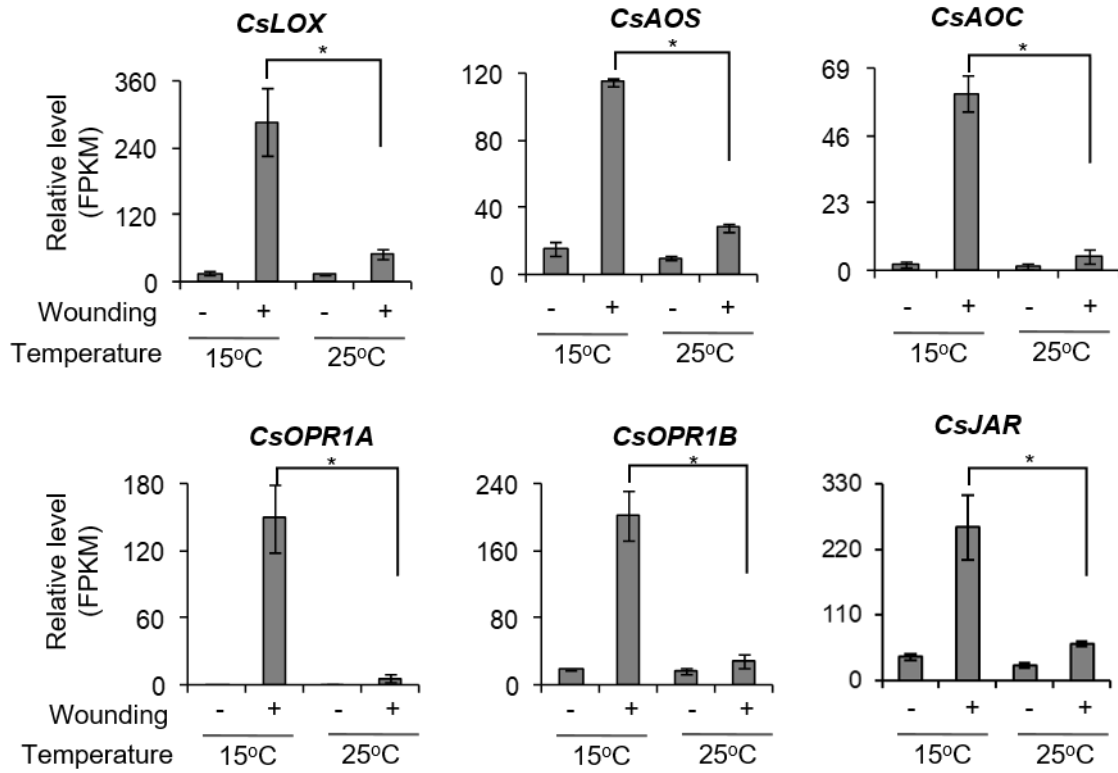 CsLOX
CsAOS
CsAOC
*
*
*
Relative level
(FPKM)
360
240
120
0
120
80
40
0
69
46
23
0
Wounding - + - +
- + - +
- + - +
Temperature 15°C 25°C
15°C 25°C
15°C 25°C
CsOPR1A
CsOPR1B
CsJAR
*
*
*
Relative level
(FPKM)
180
120
60
0
240
160
80
0
330
220
110
0
Wounding - + - +
- + - +
- + - +
Temperature 15°C 25°C
15°C 25°C
15°C 25°C